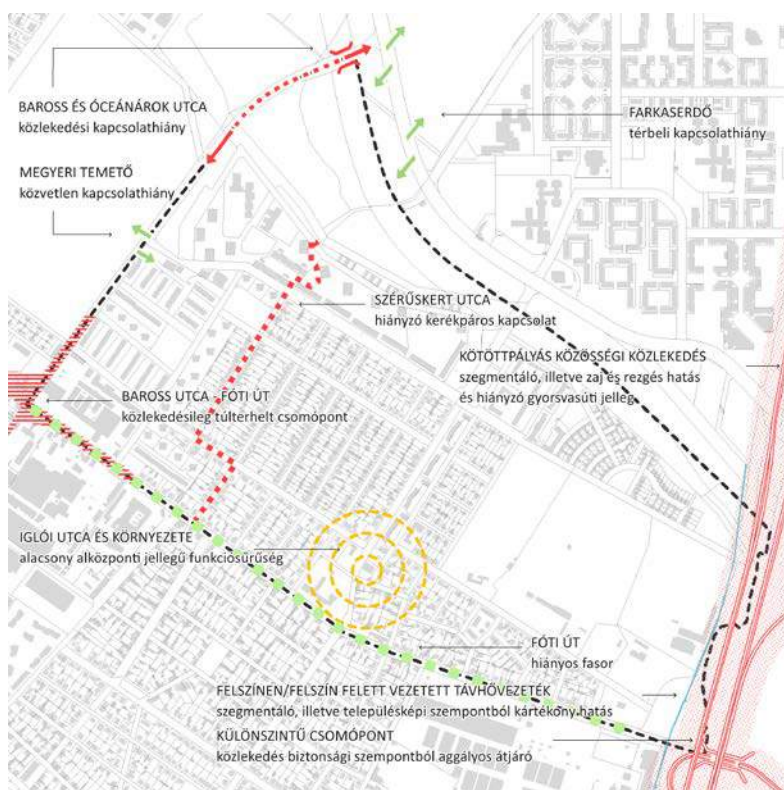 BAROSS ÉS ÓCEÁNÁROK UTCA
közlekedési kapcsolathiány
FARKASERDŐ
térbeli kapcsolathiány
MEGYERI TEMETŐ
közvetlen kapcsolathiány
SZÉRŰSKERT UTCA
hiányzó kerékpáros kapcsolat
KÖTÖTTPÁLYÁS KÖZÖSSÉGI KÖZLEKEDÉS
szegmentáló, illetve zaj és rezgés hatás
és hiányzó gyorsvasúti jelleg
BAROSS UTCA - FÓTI ÚT
közlekedésileg túlterhelt csomópont
IGLÓI UTCA ÉS KÖRNYEZETE
alacsony alközponti jellegű funkciósűrűség
FÓTI ÚT
hiányos fasor
FELSZÍNEN/FELSZÍN FELETT VEZETETT TÁVHŐVEZETÉK
szegmentáló, illetve településképi szempontból kártékony hatás
KÜLÖNSZINTŰ CSOMÓPONT
közlekedés biztonsági szempontból aggályos átjáró